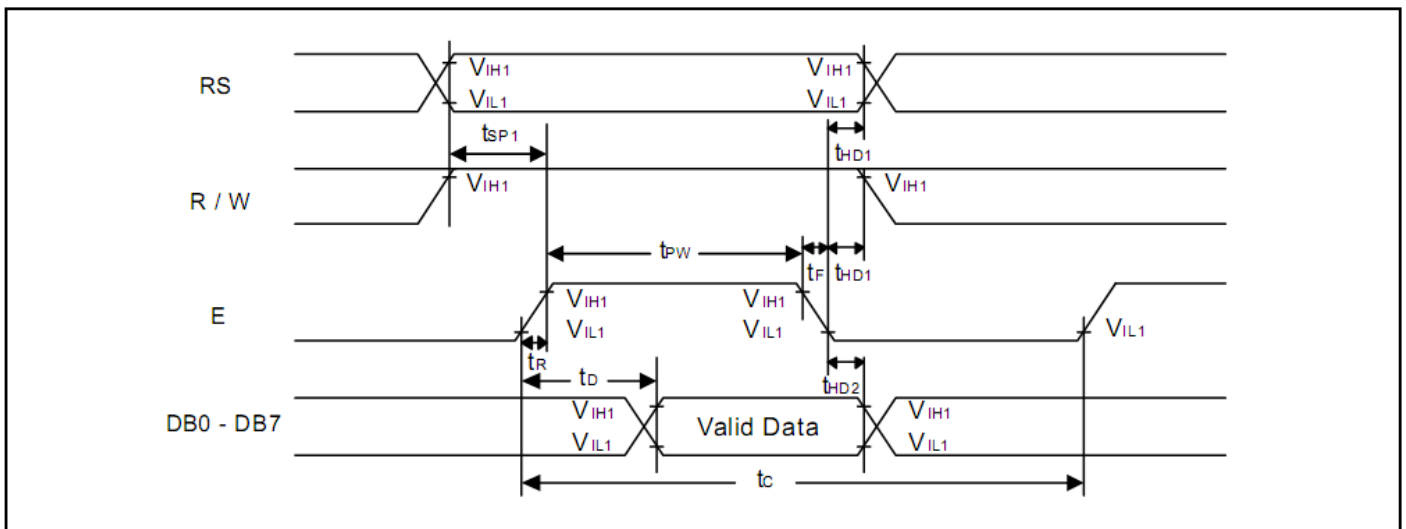 RS
VIH1
VIL1
VIH1
VIL1
tSP1
tHD1
R / W
VIH1
VIH1
tPW
tF
tHD1
E
VIH1
VIL1
VIH1
VIL1
VIL1
tR
tD
tHD2
DB0 - DB7
VIH1
VIL1
Valid Data
VIH1
VIL1
tC